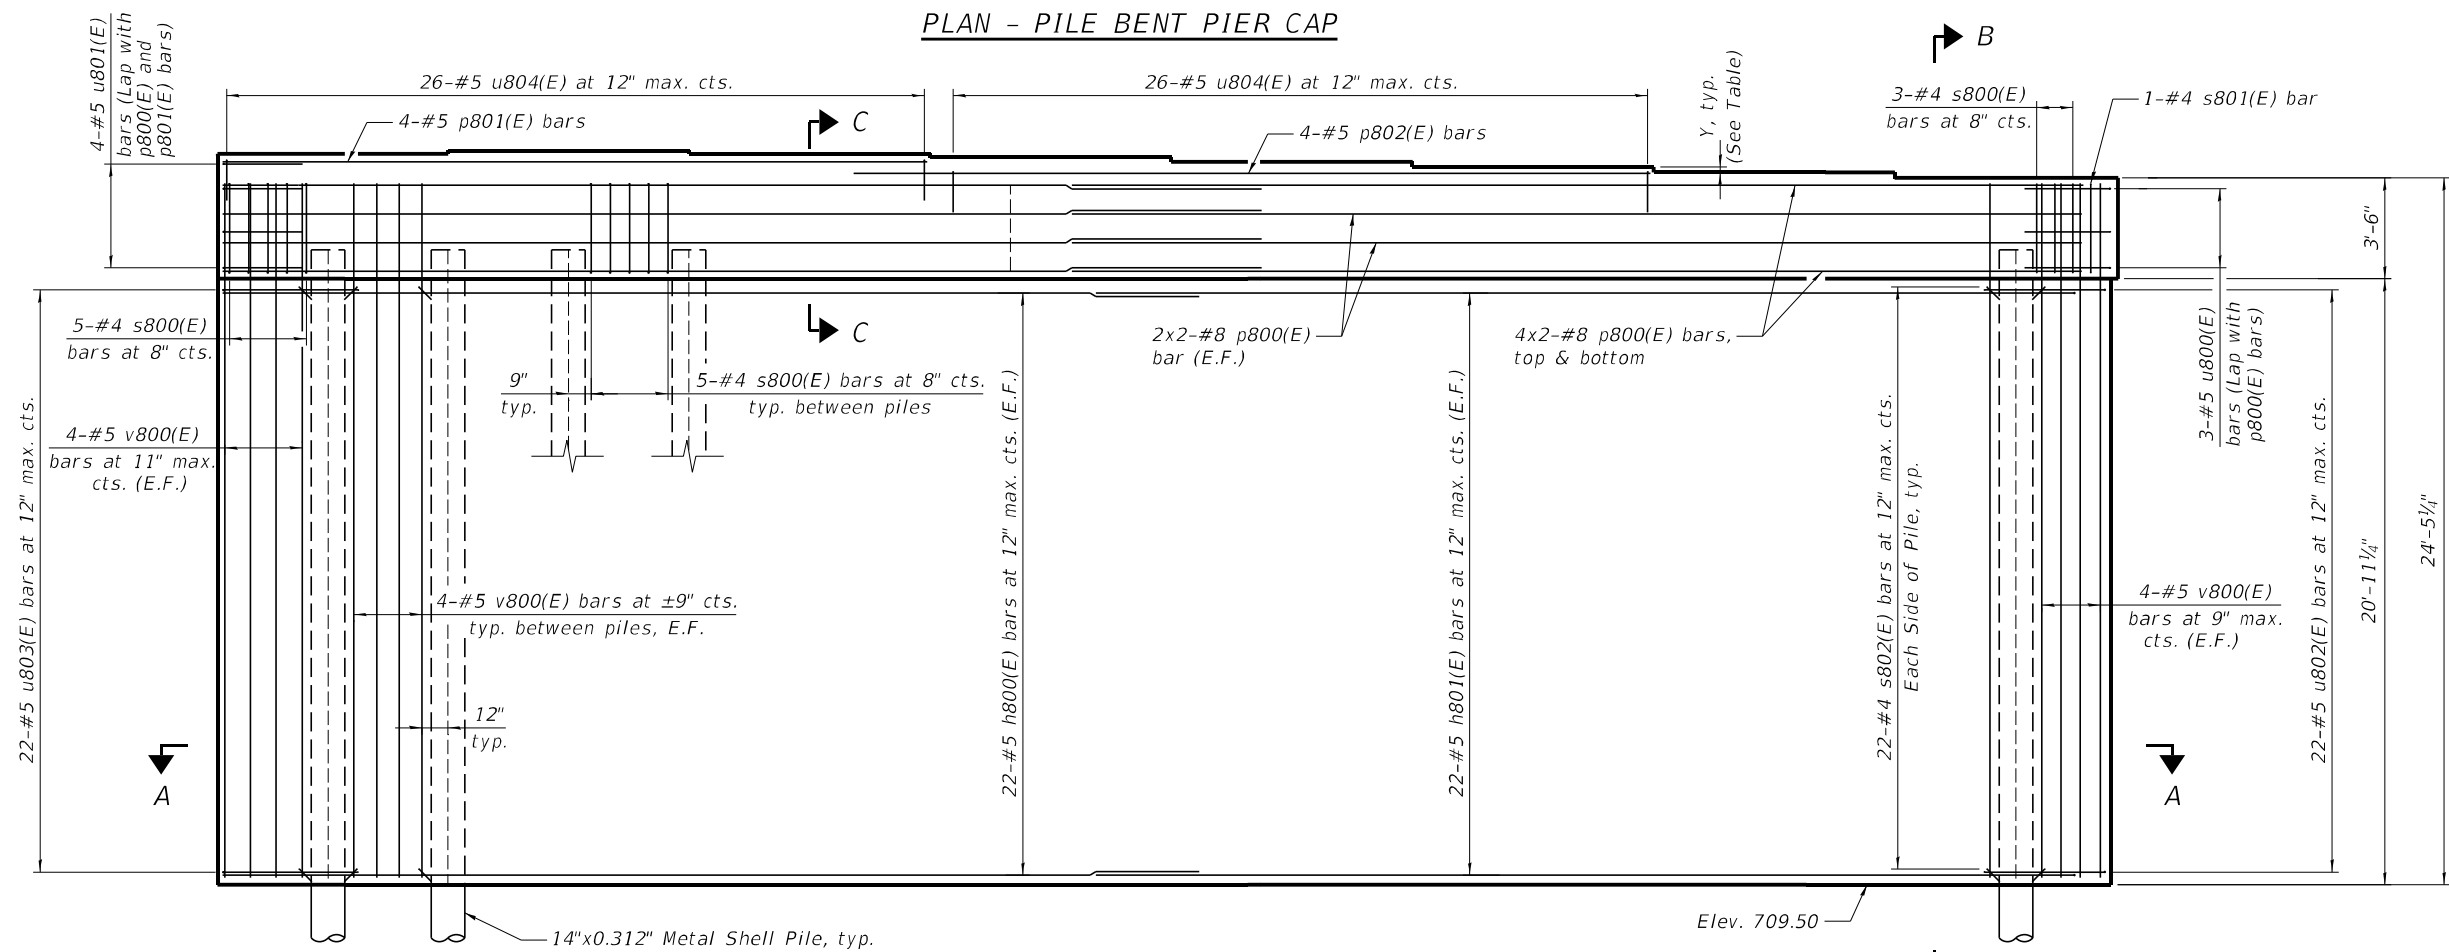 PLAN - PILE BENT PIER CAP
B
4-#5 u801(E)
bars (Lap with
p800(E) and
p801(E) bars)
26-#5 u804(E) at 12" max. cts.
26-#5 u804(E) at 12" max. cts.
Y, typ.
(See Table)
3-#4 s800(E)
bars at 8" cts.
1-#4 s801(E) bar
4-#5 p801(E) bars
C
4-#5 p802(E) bars
3'-6"
5-#4 s800(E)
bars at 8" cts.
C
2x2-#8 p800(E)
bar (E.F.)
4x2-#8 p800(E) bars,
top & bottom
3-#5 u800(E)
bars (Lap with
p800(E) bars)
9"
typ.
5-#4 s800(E) bars at 8" cts.
typ. between piles
4-#5 v800(E)
bars at 11" max.
cts. (E.F.)
22-#5 u803(E) bars at 12" max. cts.
22-#5 h800(E) bars at 12" max. cts. (E.F.)
22-#5 h801(E) bars at 12" max. cts. (E.F.)
22-#4 s802(E) bars at 12" max. cts.
Each Side of Pile, typ.
22-#5 u802(E) bars at 12" max. cts.
20'-11¼"
24'-5¼"
4-#5 v800(E) bars at ±9" cts.
typ. between piles, E.F.
4-#5 v800(E)
bars at 9" max.
cts. (E.F.)
12"
typ.
A
A
Elev. 709.50
14"x0.312" Metal Shell Pile, typ.